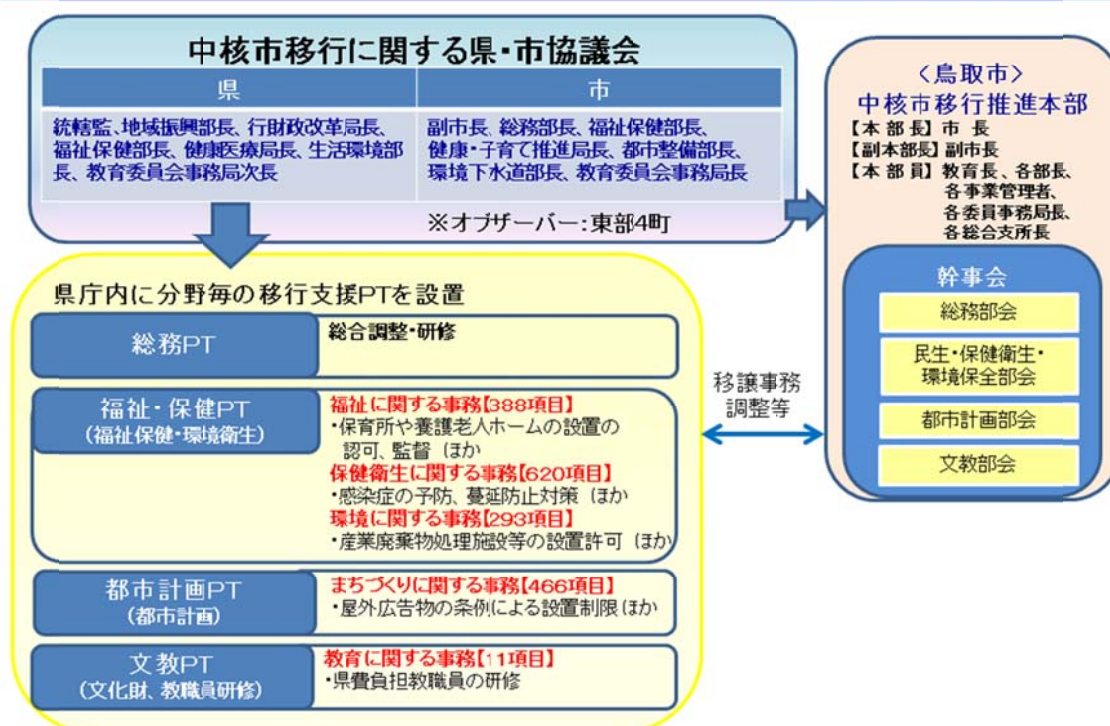 中核市移行に関する県・市協議会
県
市
統轄監、地域振興部長、行財政改革局長、
福祉保健部長、健康医療局長、生活環境部
長、教育委員会事務局次長
副市長、総務部長、福祉保健部長、
健康・子育て推進局長、都市整備部長、
環境下水道部長、教育委員会事務局長
※オブザーバー:東部4町
〈鳥取市〉
中核市移行推進本部
【本部長】市 長
【副本部長】副市長
【本部員】教育長、各部長、
各事業管理者、
各委員事務局長、
各総合支所長
幹事会
総務部会
民生・保健衛生・
環境保全部会
都市計画部会
文教部会
移譲事務
調整等
県庁内に分野毎の移行支援PTを設置
総務PT
総合調整・研修
福祉・保健PT
(福祉保健・環境衛生)
福祉に関する事務【388項目】
・保育所や養護老人ホームの設置の
認可、監督 ほか
保健衛生に関する事務【620項目】
・感染症の予防、蔓延防止対策 ほか
環境に関する事務【293項目】
・産業廃棄物処理施設等の設置許可 ほか
都市計画PT
(都市計画)
まちづくりに関する事務【466項目】
・屋外広告物の条例による設置制限 ほか
文教PT
(文化財、教職員研修)
教育に関する事務【11項目】
・県費負担教職員の研修